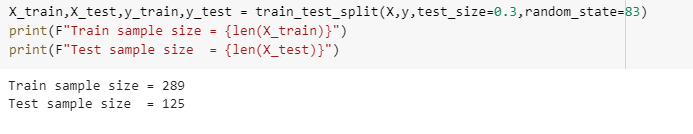 X_train,X_test,y_train,y_test = train_test_split(X,y,test_size=0.3,random_state=83)
print(F"Train sample size = {len(X_train)}")
print(F"Test sample size  = {len(X_test)}")
Train sample size = 289
Test sample size  = 125